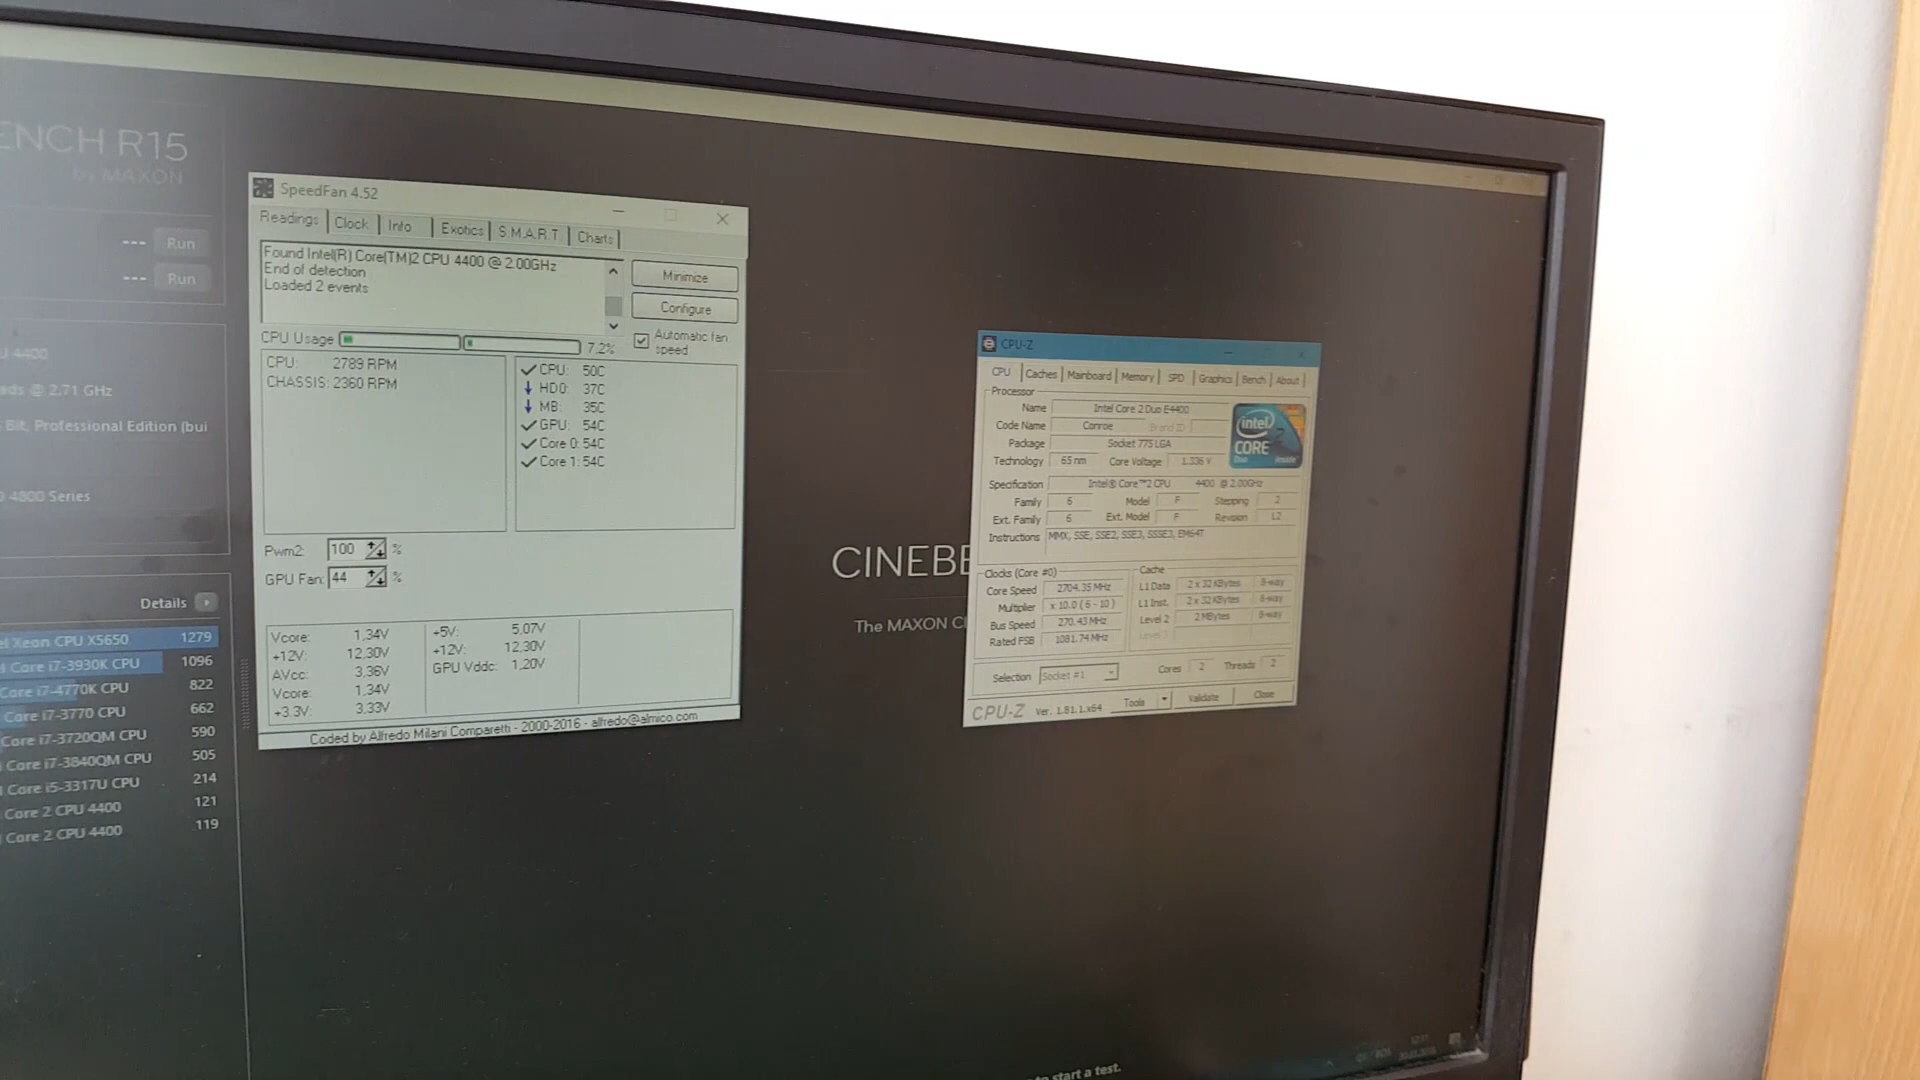 ENCH R15
by MAXON
--- Run
--- Run
4400
@ 2.71 GHz
Bit, Professional Edition (bui
4800 Series
Details
Xeon CPU X5650 1279
Core i7-3930K CPU 1096
Core i7-4770K CPU 822
Core i7-3770 CPU 662
Core i7-3720QM CPU 590
Core i7-3840QM CPU 505
Core i5-3317U CPU 214
Core 2 CPU 4400 121
Core 2 CPU 4400 119
SpeedFan 4.52
Readings Clock Info Exotics S.M.A.R.T. Charts
Found Intel(R) Core(TM)2 CPU 4400 @ 2.00GHz
End of detection
Loaded 2 events
Minimize
Configure
CPU Usage 7,2%
Automatic fan
speed
CPU: 2789 RPM
CHASSIS: 2360 RPM
CPU: 50C
HD0: 37C
MB: 35C
GPU: 54C
Core 0: 54C
Core 1: 54C
Pwm2: 100 %
GPU Fan: 44 %
Vcore: 1,34V
+12V: 12,30V
AVcc: 3,36V
Vcore: 1,34V
+3.3V: 3,33V
+5V: 5,07V
+12V: 12,30V
GPU Vddc: 1,20V
Coded by Alfredo Milani Comparetti - 2000-2016 - alfredo@almico.com
CINEBE
The MAXON CI
to start a test.
CPU-Z
CPU Caches Mainboard Memory SPD Graphics Bench About
Processor
Name Intel Core 2 Duo E4400
Code Name Conroe Brand ID
Package Socket 775 LGA
Technology 65 nm Core Voltage 1.336 V
intel
CORE 2
Duo inside
Specification Intel® Core™2 CPU 4400 @ 2.00GHz
Family 6 Model F Stepping 2
Ext. Family 6 Ext. Model F Revision L2
Instructions MMX, SSE, SSE2, SSE3, SSSE3, EM64T
Clocks (Core #0)
Core Speed 2704.35 MHz
Multiplier x 10.0 ( 6 - 10 )
Bus Speed 270.43 MHz
Rated FSB 1081.74 MHz
Cache
L1 Data 2 x 32 KBytes 8-way
L1 Inst. 2 x 32 KBytes 8-way
Level 2 2 MBytes 8-way
Level 3
Selection Socket #1 Cores 2 Threads 2
CPU-Z Ver. 1.81.1.x64 Tools Validate Close